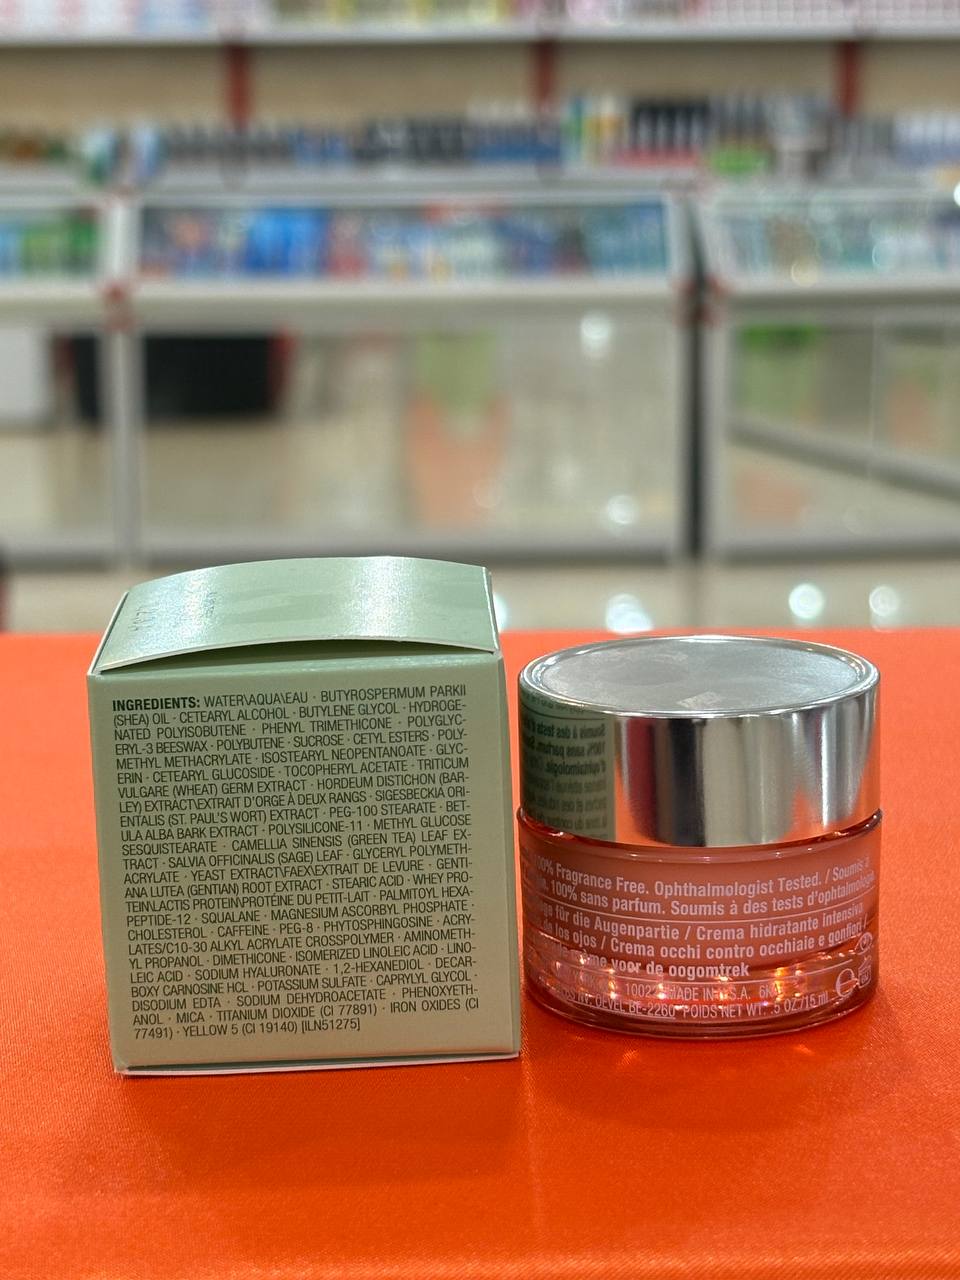 INGREDIENTS: WATER\AQUA\EAU · BUTYROSPERMUM PARKII
(SHEA) OIL · CETEARYL ALCOHOL · BUTYLENE GLYCOL · HYDROGE-
NATED POLYISOBUTENE · PHENYL TRIMETHICONE · POLYGLYC-
ERYL-3 BEESWAX · POLYBUTENE · SUCROSE · CETYL ESTERS · POLY-
METHYL METHACRYLATE · ISOSTEARYL NEOPENTANOATE · GLYC-
ERIN · CETEARYL GLUCOSIDE · TOCOPHERYL ACETATE · TRITICUM
VULGARE (WHEAT) GERM EXTRACT · HORDEUM DISTICHON (BAR-
LEY) EXTRACT\EXTRAIT D'ORGE À DEUX RANGS · SIGESBECKIA ORI-
ENTALIS (ST. PAUL'S WORT) EXTRACT · PEG-100 STEARATE · BET-
ULA ALBA BARK EXTRACT · POLYSILICONE-11 · METHYL GLUCOSE
SESQUISTEARATE · CAMELLIA SINENSIS (GREEN TEA) LEAF EX-
TRACT · SALVIA OFFICINALIS (SAGE) LEAF · GLYCERYL POLYMETH-
ACRYLATE · YEAST EXTRACT\FAEX\EXTRAIT DE LEVURE · GENTI-
ANA LUTEA (GENTIAN) ROOT EXTRACT · STEARIC ACID · WHEY PRO-
TEIN\LACTIS PROTEIN\PROTÉINE DU PETIT-LAIT · PALMITOYL HEXA-
PEPTIDE-12 · SQUALANE · MAGNESIUM ASCORBYL PHOSPHATE ·
CHOLESTEROL · CAFFEINE · PEG-8 · PHYTOSPHINGOSINE · ACRY-
LATES/C10-30 ALKYL ACRYLATE CROSSPOLYMER · AMINOMETH-
YL PROPANOL · DIMETHICONE · ISOMERIZED LINOLEIC ACID · LINO-
LEIC ACID · SODIUM HYALURONATE · 1,2-HEXANEDIOL · DECAR-
BOXY CARNOSINE HCL · POTASSIUM SULFATE · CAPRYLYL GLYCOL ·
DISODIUM EDTA · SODIUM DEHYDROACETATE · PHENOXYETH-
ANOL · MICA · TITANIUM DIOXIDE (CI 77891) · IRON OXIDES (CI
77491) · YELLOW 5 (CI 19140) [ILN51275]
100% Fragrance Free. Ophthalmologist Tested. / Soumis à
100% sans parfum. Soumis à des tests d'ophtalmologie
für die Augenpartie / Crema hidratante intensiva
de los ojos / Crema occhi contro occhiaie e gonfiori /
crème voor de oogomtrek
MADE IN U.S.A.
BE-2260 POIDS NET WT. .5 OZ/15 ml e